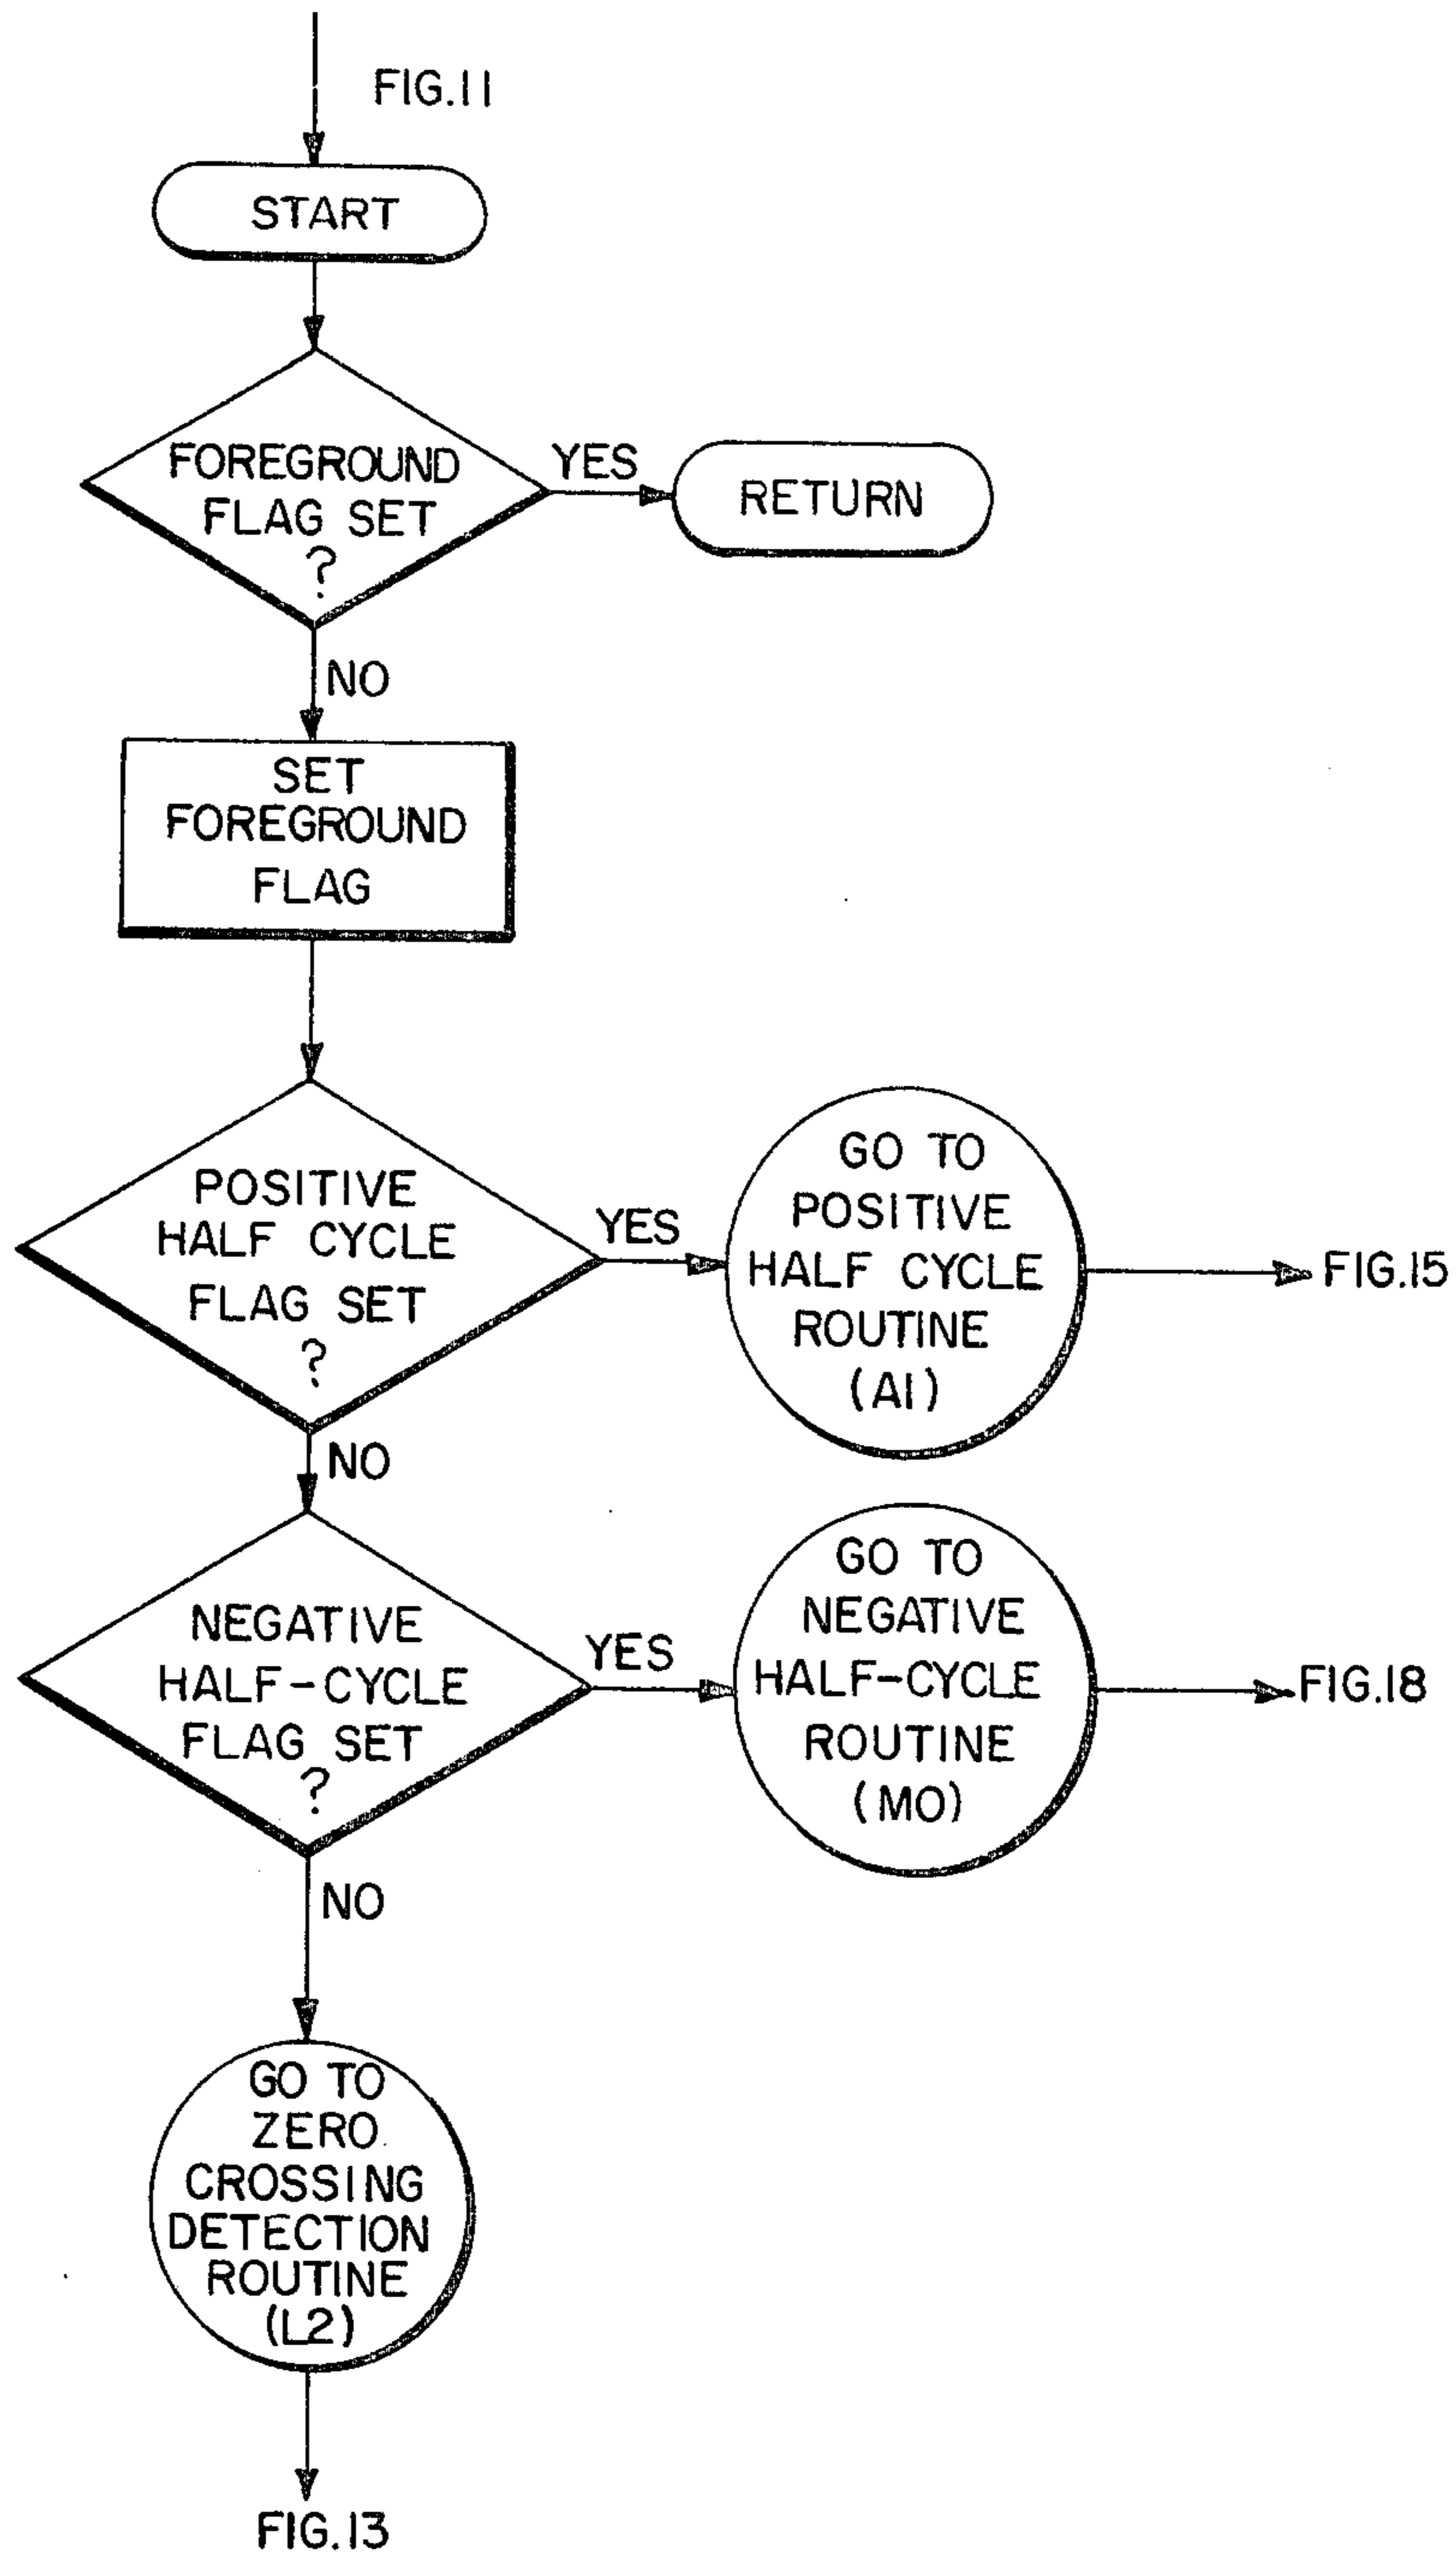 FIG.11
START
FOREGROUND
FLAG SET
?
YES
RETURN
NO
SET
FOREGROUND
FLAG
POSITIVE
HALF CYCLE
FLAG SET
?
YES
GO TO
POSITIVE
HALF CYCLE
ROUTINE
(A1)
FIG.15
NO
NEGATIVE
HALF-CYCLE
FLAG SET
?
YES
GO TO
NEGATIVE
HALF-CYCLE
ROUTINE
(MO)
FIG.18
NO
GO TO
ZERO
CROSSING
DETECTION
ROUTINE
(L2)
FIG.13